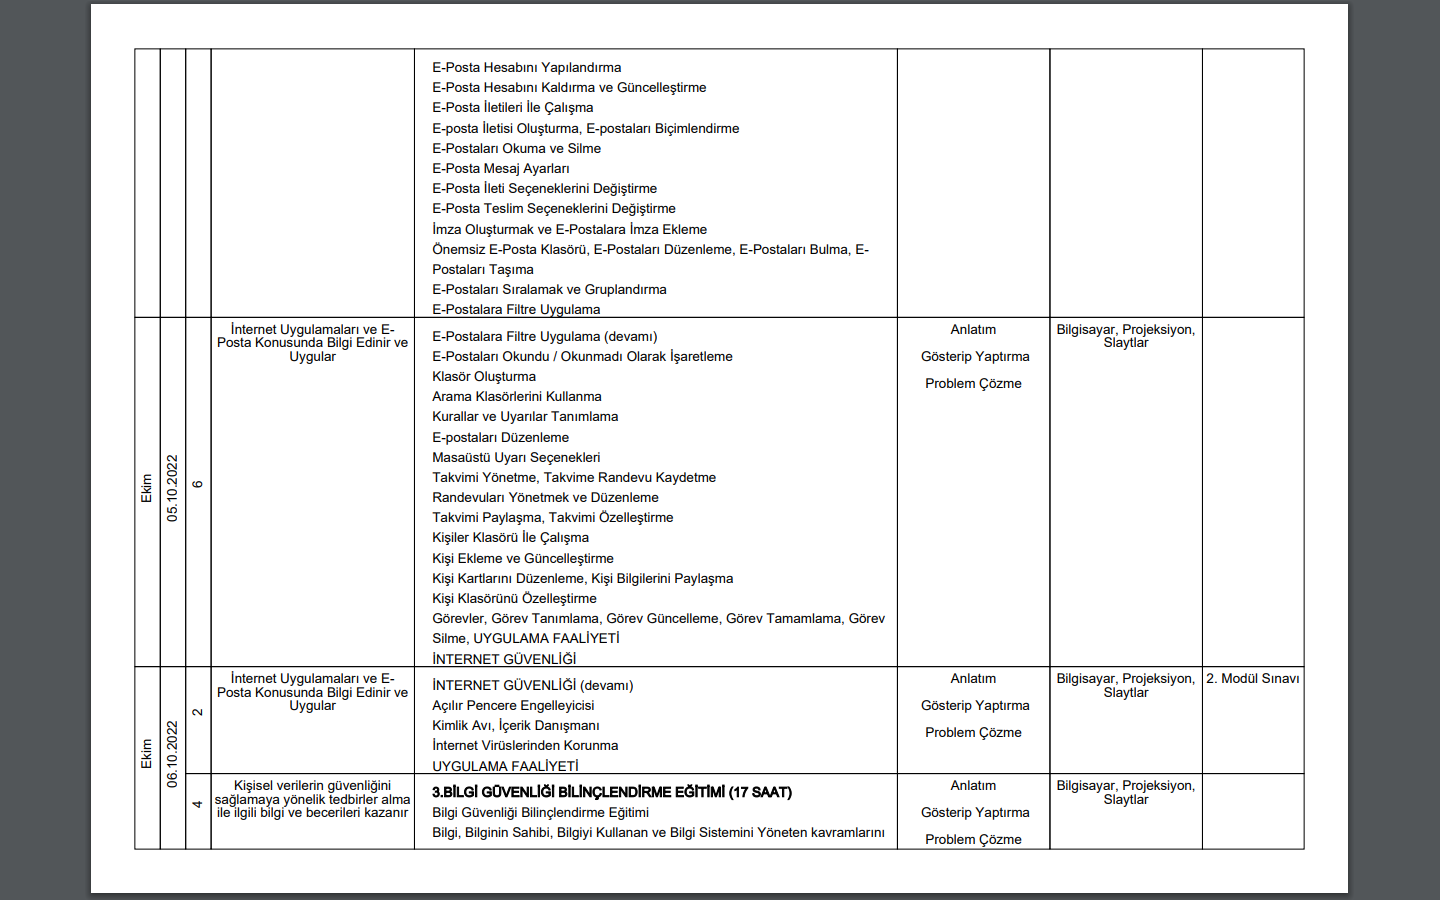 E-Posta Hesabını Yapılandırma
E-Posta Hesabını Kaldırma ve Güncelleştirme
E-Posta İletileri İle Çalışma
E-posta İletisi Oluşturma, E-postaları Biçimlendirme
E-Postaları Okuma ve Silme
E-Posta Mesaj Ayarları
E-Posta İleti Seçeneklerini Değiştirme
E-Posta Teslim Seçeneklerini Değiştirme
İmza Oluşturmak ve E-Postalara İmza Ekleme
Önemsiz E-Posta Klasörü, E-Postaları Düzenleme, E-Postaları Bulma, E-
Postaları Taşıma
E-Postaları Sıralamak ve Gruplandırma
E-Postalara Filtre Uygulama
Ekim
05.10.2022
6
İnternet Uygulamaları ve E-
Posta Konusunda Bilgi Edinir ve
Uygular
E-Postalara Filtre Uygulama (devamı)
E-Postaları Okundu / Okunmadı Olarak İşaretleme
Klasör Oluşturma
Arama Klasörlerini Kullanma
Kurallar ve Uyarılar Tanımlama
E-postaları Düzenleme
Masaüstü Uyarı Seçenekleri
Takvimi Yönetme, Takvime Randevu Kaydetme
Randevuları Yönetmek ve Düzenleme
Takvimi Paylaşma, Takvimi Özelleştirme
Kişiler Klasörü İle Çalışma
Kişi Ekleme ve Güncelleştirme
Kişi Kartlarını Düzenleme, Kişi Bilgilerini Paylaşma
Kişi Klasörünü Özelleştirme
Görevler, Görev Tanımlama, Görev Güncelleme, Görev Tamamlama, Görev
Silme, UYGULAMA FAALİYETİ
İNTERNET GÜVENLİĞİ
Anlatım
Gösterip Yaptırma
Problem Çözme
Bilgisayar, Projeksiyon,
Slaytlar
Ekim
06.10.2022
2
İnternet Uygulamaları ve E-
Posta Konusunda Bilgi Edinir ve
Uygular
İNTERNET GÜVENLİĞİ (devamı)
Açılır Pencere Engelleyicisi
Kimlik Avı, İçerik Danışmanı
İnternet Virüslerinden Korunma
UYGULAMA FAALİYETİ
Anlatım
Gösterip Yaptırma
Problem Çözme
Bilgisayar, Projeksiyon,
Slaytlar
2. Modül Sınavı
4
Kişisel verilerin güvenliğini
sağlamaya yönelik tedbirler alma
ile ilgili bilgi ve becerileri kazanır
3.BİLGİ GÜVENLİĞİ BİLİNÇLENDİRME EĞİTİMİ (17 SAAT)
Bilgi Güvenliği Bilinçlendirme Eğitimi
Bilgi, Bilginin Sahibi, Bilgiyi Kullanan ve Bilgi Sistemini Yöneten kavramlarını
Anlatım
Gösterip Yaptırma
Problem Çözme
Bilgisayar, Projeksiyon,
Slaytlar